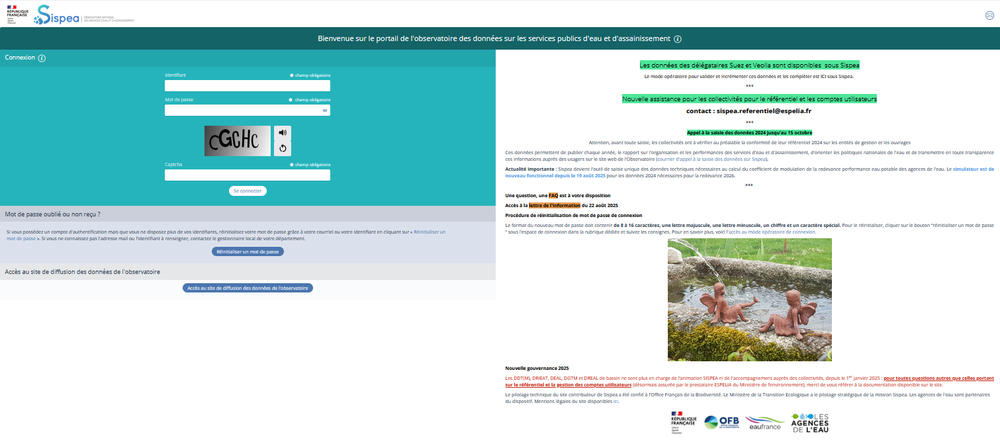 RÉPUBLIQUE
FRANÇAISE
Liberté
Égalité
Fraternité
Sispea
OBSERVATOIRE NATIONAL
DES SERVICES D'EAU ET D'ASSAINISSEMENT
Bienvenue sur le portail de l'observatoire des données sur les services publics d'eau et d'assainissement
Connexion
Identifiant
✱ champ obligatoire
Mot de passe
✱ champ obligatoire
CGCHC
Captcha
✱ champ obligatoire
Se connecter
Mot de passe oublié ou non reçu ?
Si vous possédez un compte d'authentification mais que vous ne disposez plus de vos identifiants, réinitialisez votre mot de passe grâce à votre courriel ou votre identifiant en cliquant sur « Réinitialiser un
mot de passe ». Si vous ne connaissez pas l'adresse mail ou l'identifiant à renseigner, contactez le gestionnaire local de votre département.
Réinitialiser un mot de passe
Accès au site de diffusion des données de l'observatoire
Accès au site de diffusion des données de l'observatoire
Les données des délégataires Suez et Veolia sont disponibles sous Sispea
Le mode opératoire pour valider et incrémenter ces données et les compléter est ICI sous Sispea.
***
Nouvelle assistance pour les collectivités pour le référentiel et les comptes utilisateurs
contact : sispea.referentiel@espelia.fr
***
Appel à la saisie des données 2024 jusqu'au 15 octobre
Attention, avant toute saisie, les collectivités ont à vérifier au préalable la conformité de leur référentiel 2024 sur les entités de gestion et les ouvrages
Ces données permettent de publier chaque année, le rapport sur l'organisation et les performances des services d'eau et d'assainissement, d'orienter les politiques nationales de l'eau et de transmettre en toute transparence
ces informations auprès des usagers sur le site web de l'Observatoire (courrier d'appel à la saisie des données sur Sispea).
Actualité importante : Sispea devient l'outil de saisie unique des données techniques nécessaires au calcul du coefficient de modulation de la redevance performance eau potable des agences de l'eau. Le simulateur est de
nouveau fonctionnel depuis le 19 août 2025 pour les données 2024 nécessaires pour la redevance 2026.
***
Une question, une FAQ est à votre disposition
Accès à la lettre de l'information du 22 août 2025
Procédure de réinitialisation de mot de passe de connexion
Le format du nouveau mot de passe doit contenir de 8 à 16 caractères, une lettre majuscule, une lettre minuscule, un chiffre et un caractère spécial. Pour le réinitialiser, cliquer sur le bouton "réinitialiser un mot de passe
" sous l'espace de connexion dans la rubrique dédiée et suivez les consignes. Pour en savoir plus, voici l'accès au mode opératoire de connexion.
Nouvelle gouvernance 2025
Les DDT(M), DRIEAT, DEAL, DGTM et DREAL de bassin ne sont plus en charge de l'animation SISPEA ni de l'accompagnement auprès des collectivités, depuis le 1er janvier 2025 : pour toutes questions autres que celles portant
sur le référentiel et la gestion des comptes utilisateurs (désormais assurée par le prestataire ESPELIA du Ministère de l'environnement), merci de vous référer à la documentation disponible sur le site.
Le pilotage technique du site contributeur de Sispea a été confié à l'Office Français de la Biodiversité. Le Ministère de la Transition Ecologique a le pilotage stratégique de la mission Sispea. Les agences de l'eau sont partenaires
du dispositif. Mentions légales du site disponibles ici.
RÉPUBLIQUE
FRANÇAISE
Liberté
Égalité
Fraternité
OFB
OFFICE FRANÇAIS
DE LA BIODIVERSITÉ
eaufrance
LES
AGENCES
DE L'EAU